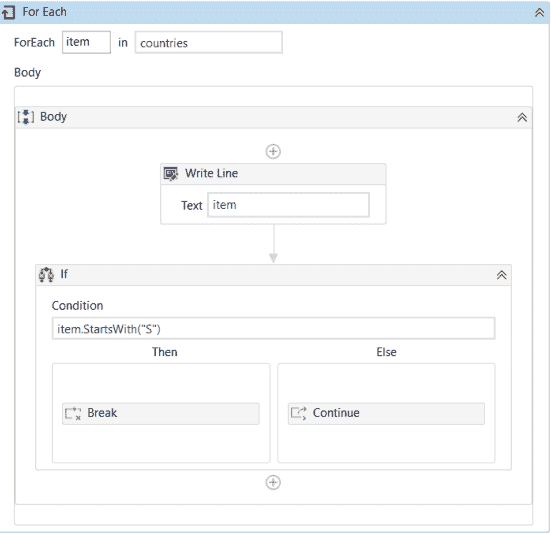 For Each
ForEach item in countries
Body
Body
Write Line
Text item
If
Condition
item.StartsWith("S")
Then Else
Break Continue